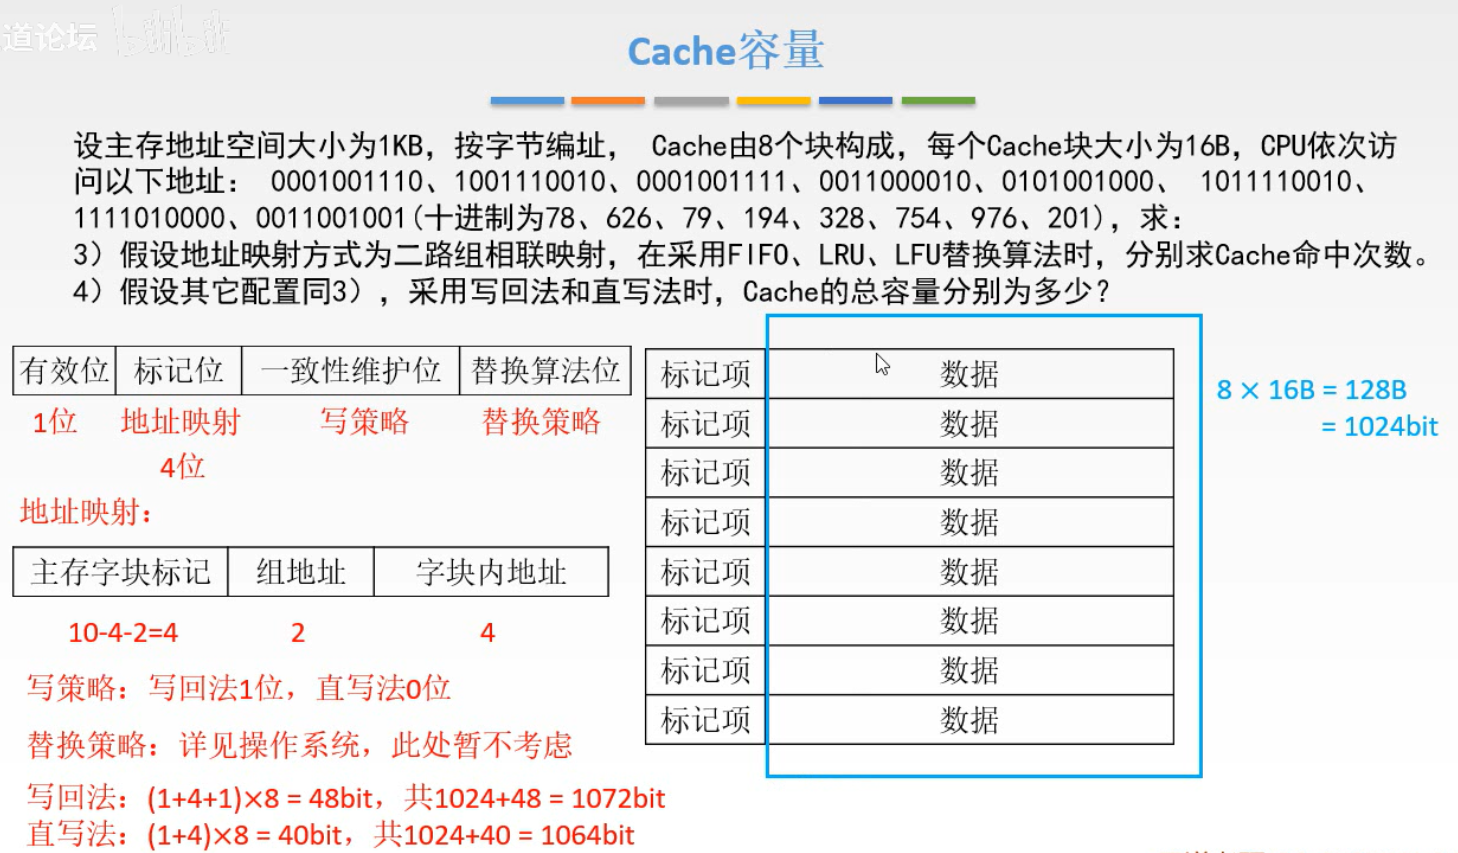 道论坛 bilibili
Cache容量
设主存地址空间大小为1KB，按字节编址， Cache由8个块构成，每个Cache块大小为16B，CPU依次访
问以下地址： 0001001110、1001110010、0001001111、0011000010、0101001000、 1011110010、
1111010000、0011001001(十进制为78、626、79、194、328、754、976、201)，求：
3）假设地址映射方式为二路组相联映射，在采用FIFO、LRU、LFU替换算法时，分别求Cache命中次数。
4）假设其它配置同3），采用写回法和直写法时，Cache的总容量分别为多少？
有效位 标记位 一致性维护位 替换算法位
1位 地址映射 写策略 替换策略
4位
地址映射：
主存字块标记 组地址 字块内地址
10-4-2=4 2 4
写策略：写回法1位，直写法0位
替换策略：详见操作系统，此处暂不考虑
写回法：(1+4+1)×8 = 48bit，共1024+48 = 1072bit
直写法：(1+4)×8 = 40bit，共1024+40 = 1064bit
标记项 数据
标记项 数据
标记项 数据
标记项 数据
标记项 数据
标记项 数据
标记项 数据
标记项 数据
8 × 16B = 128B
= 1024bit